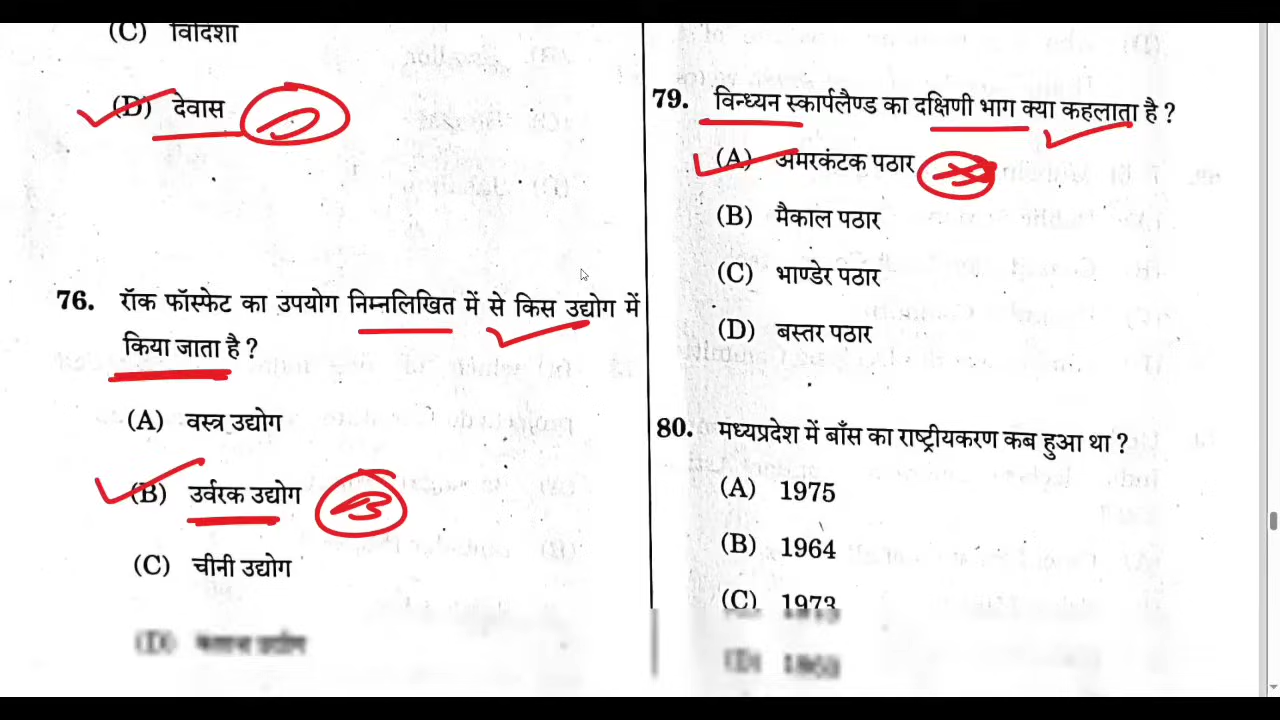 (C) विदिशा
(D) देवास
76. रॉक फॉस्फेट का उपयोग निम्नलिखित में से किस उद्योग में
किया जाता है ?
(A) वस्त्र उद्योग
(B) उर्वरक उद्योग
(C) चीनी उद्योग
(D) उद्योग
79. विन्ध्यन स्कार्पलैण्ड का दक्षिणी भाग क्या कहलाता है ?
(A) अमरकंटक पठार
(B) मैकाल पठार
(C) भाण्डेर पठार
(D) बस्तर पठार
80. मध्यप्रदेश में बाँस का राष्ट्रीयकरण कब हुआ था ?
(A) 1975
(B) 1964
(C) 1973
(D)